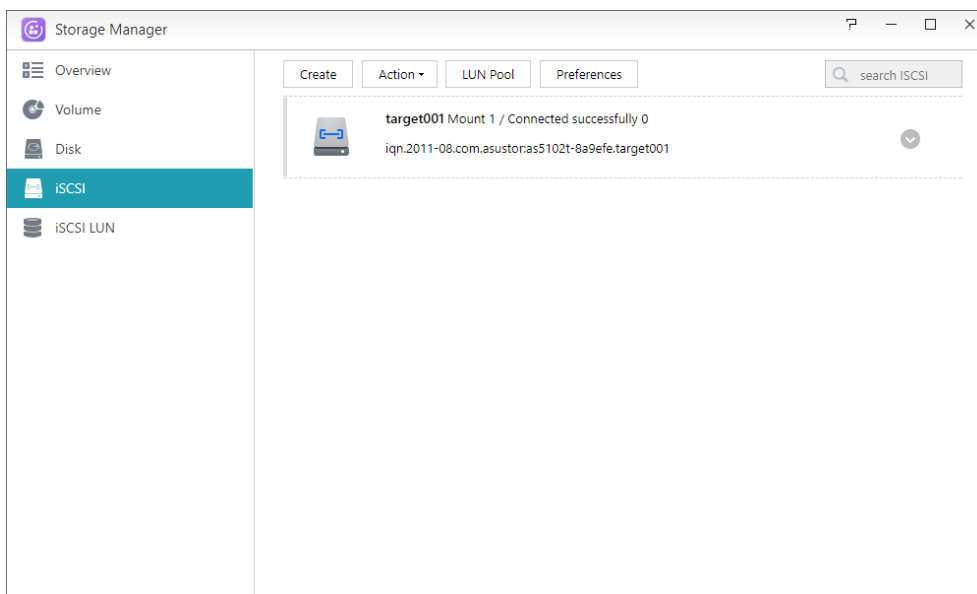 Storage Manager
Overview
Volume
Disk
iSCSI
iSCSI LUN
Create
Action
LUN Pool
Preferences
search ISCSI
target001 Mount 1 / Connected successfully 0
iqn.2011-08.com.asustor:as5102t-8a9efe.target001